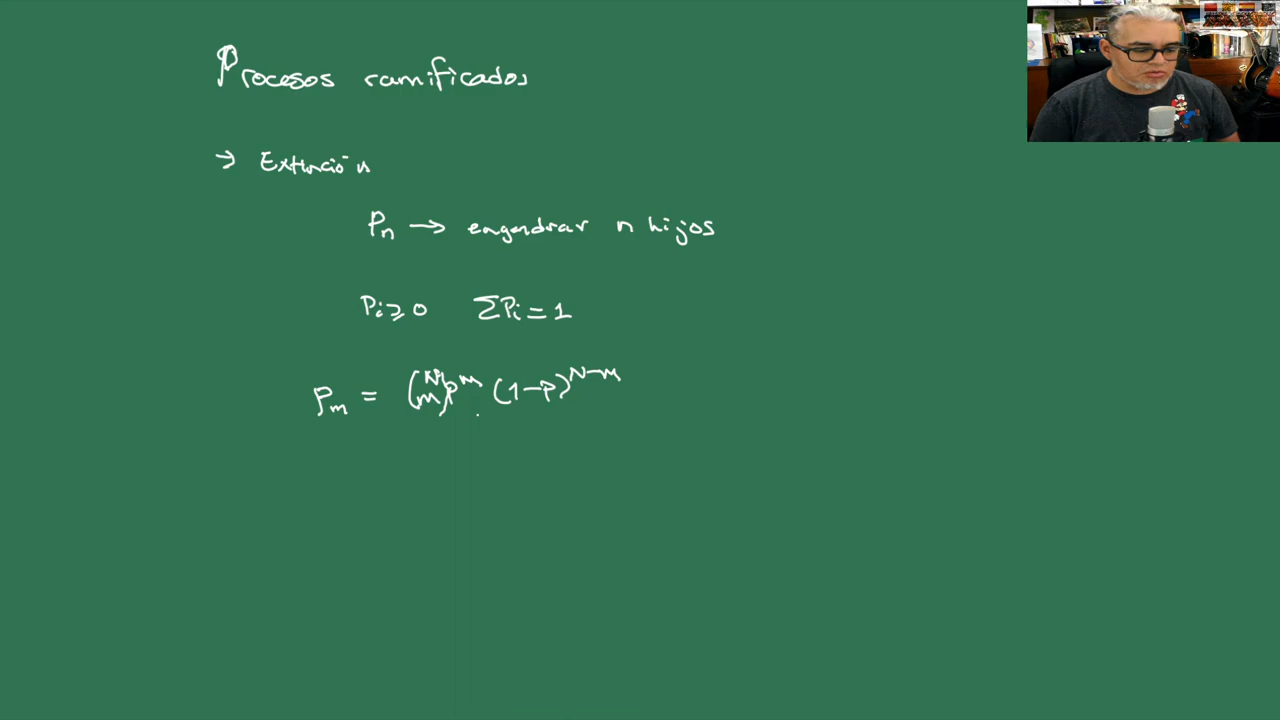 Procesos ramificados
→ Extinción
Pn → engendrar n hijos
Pi ≥ 0 ΣPi = 1
Pm = (N m) p^m (1-p)^N-m